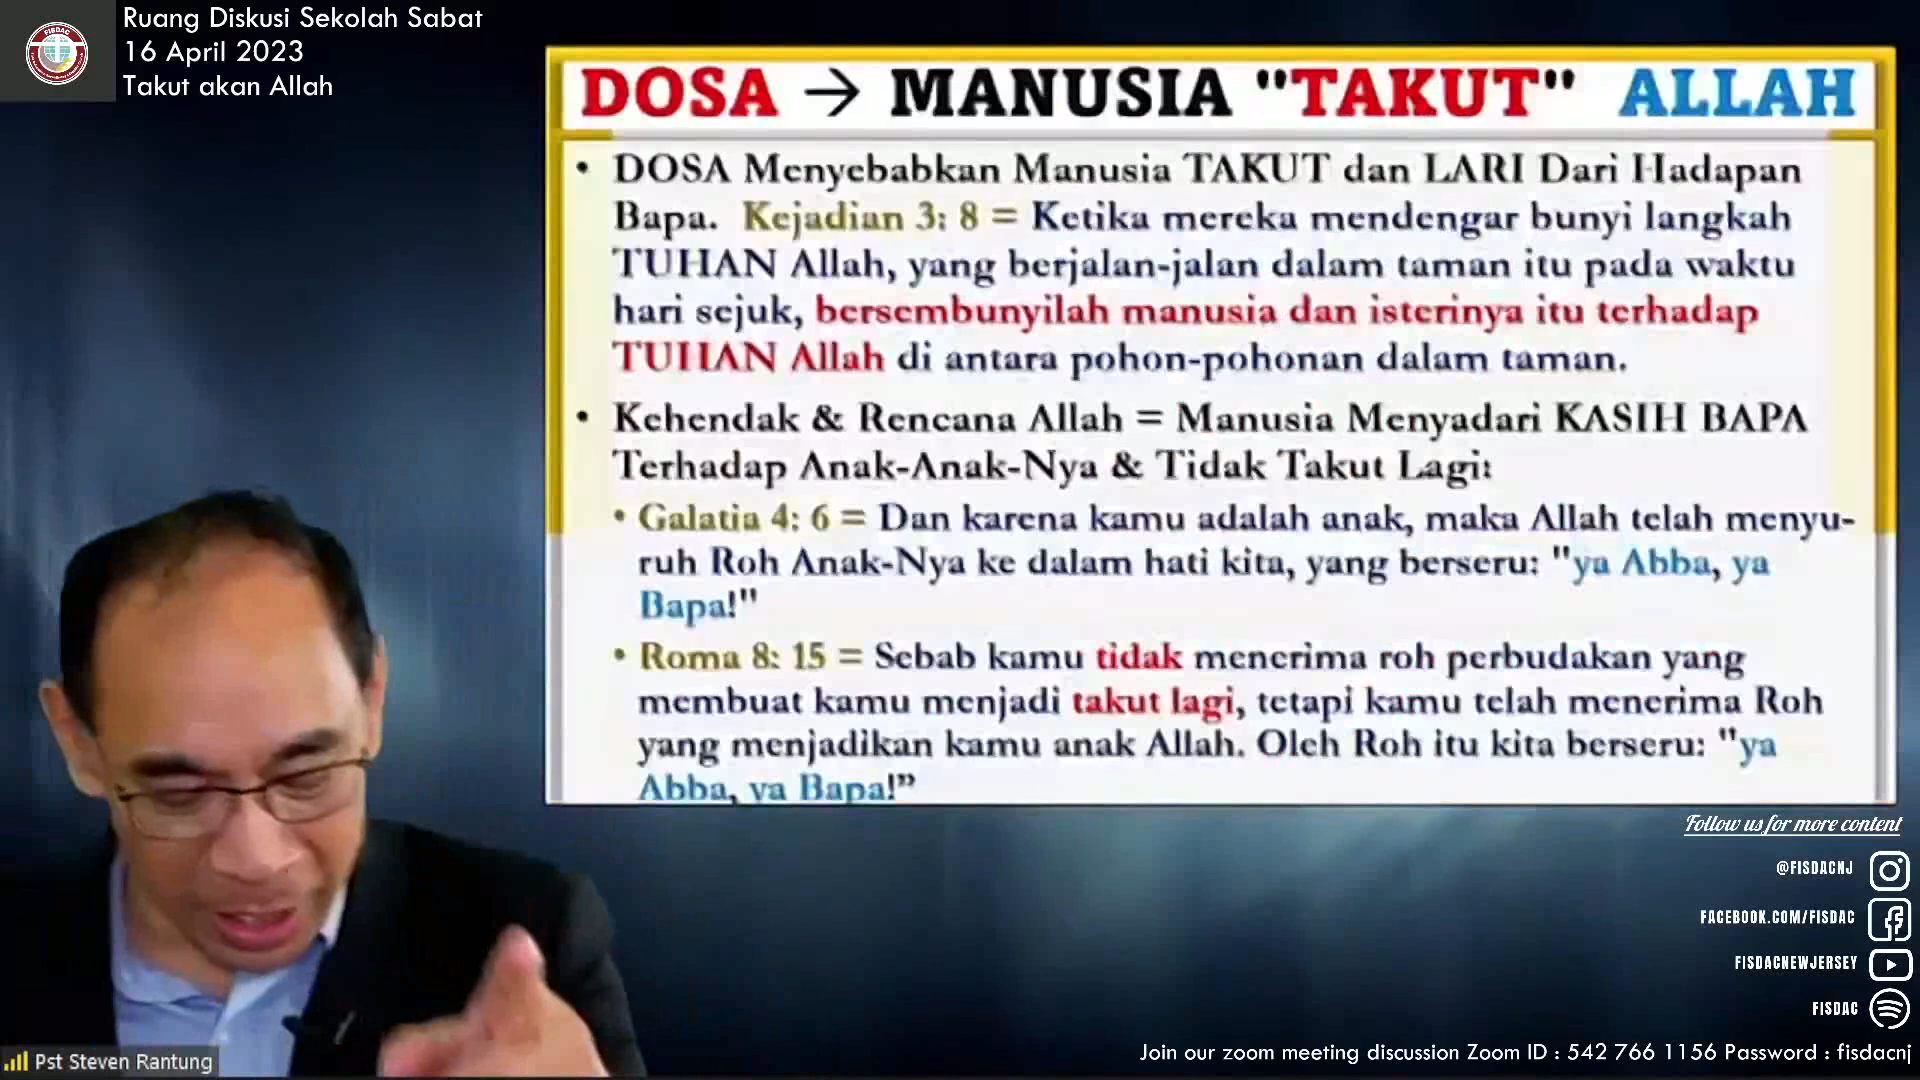 FISDAC
Ruang Diskusi Sekolah Sabat
16 April 2023
Takut akan Allah
DOSA → MANUSIA "TAKUT" ALLAH
• DOSA Menyebabkan Manusia TAKUT dan LARI Dari Hadapan
Bapa. Kejadian 3: 8 = Ketika mereka mendengar bunyi langkah
TUHAN Allah, yang berjalan-jalan dalam taman itu pada waktu
hari sejuk, bersembunyilah manusia dan isterinya itu terhadap
TUHAN Allah di antara pohon-pohonan dalam taman.
• Kehendak & Rencana Allah = Manusia Menyadari KASIH BAPA
Terhadap Anak-Anak-Nya & Tidak Takut Lagi:
• Galatia 4: 6 = Dan karena kamu adalah anak, maka Allah telah menyu-
ruh Roh Anak-Nya ke dalam hati kita, yang berseru: "ya Abba, ya
Bapa!"
• Roma 8: 15 = Sebab kamu tidak menerima roh perbudakan yang
membuat kamu menjadi takut lagi, tetapi kamu telah menerima Roh
yang menjadikan kamu anak Allah. Oleh Roh itu kita berseru: "ya
Abba, ya Bapa!”
Follow us for more content
@FISDACNJ
FACEBOOK.COM/FISDAC
FISDACNEWJERSEY
FISDAC
Join our zoom meeting discussion Zoom ID : 542 766 1156 Password : fisdacnj
Pst Steven Rantung